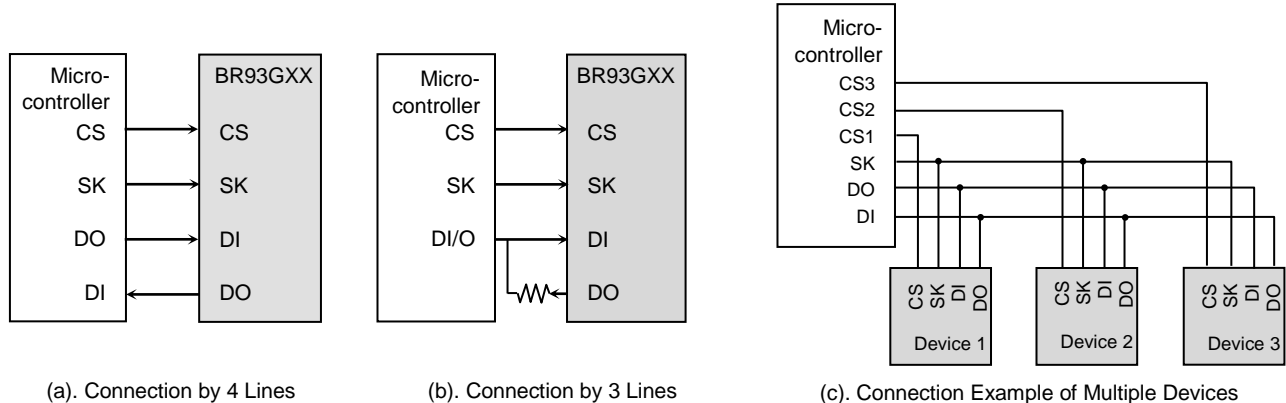 Micro-
controller
CS
SK
DO
DI
BR93GXX
CS
SK
DI
DO
(a). Connection by 4 Lines
Micro-
controller
CS
SK
DI/O
BR93GXX
CS
SK
DI
DO
(b). Connection by 3 Lines
Micro-
controller
CS3
CS2
CS1
SK
DO
DI
CS
SK
DI
DO
Device 1
CS
SK
DI
DO
Device 2
CS
SK
DI
DO
Device 3
(c). Connection Example of Multiple Devices